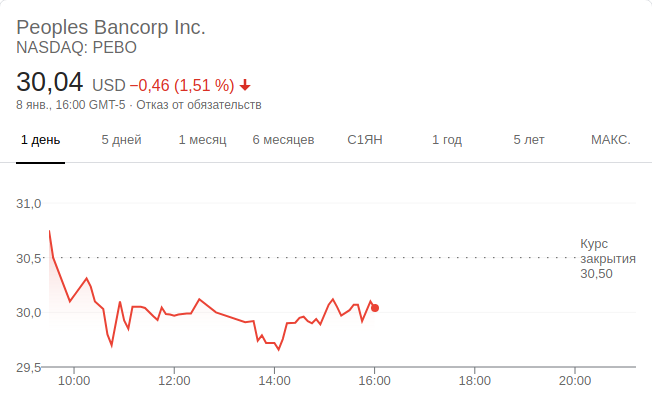 Peoples Bancorp Inc.
NASDAQ: PEBO
30,04 USD −0,46 (1,51 %)
8 янв., 16:00 GMT-5 · Отказ от обязательств
1 день 5 дней 1 месяц 6 месяцев С1ЯН 1 год 5 лет МАКС.
31,0
30,5
30,0
29,5
Курс
закрытия
30,50
10:00 12:00 14:00 16:00 18:00 20:00